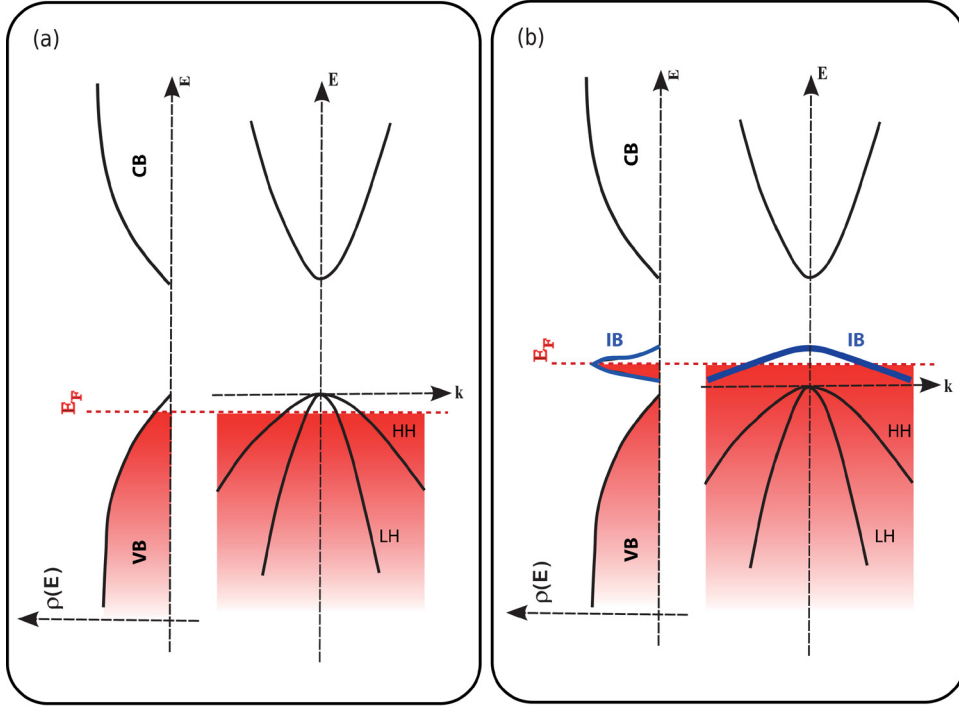 (a)
E
E
CB
E_F
k
HH
LH
VB
ρ(E)
(b)
E
E
CB
IB
IB
E_F
k
HH
LH
VB
ρ(E)